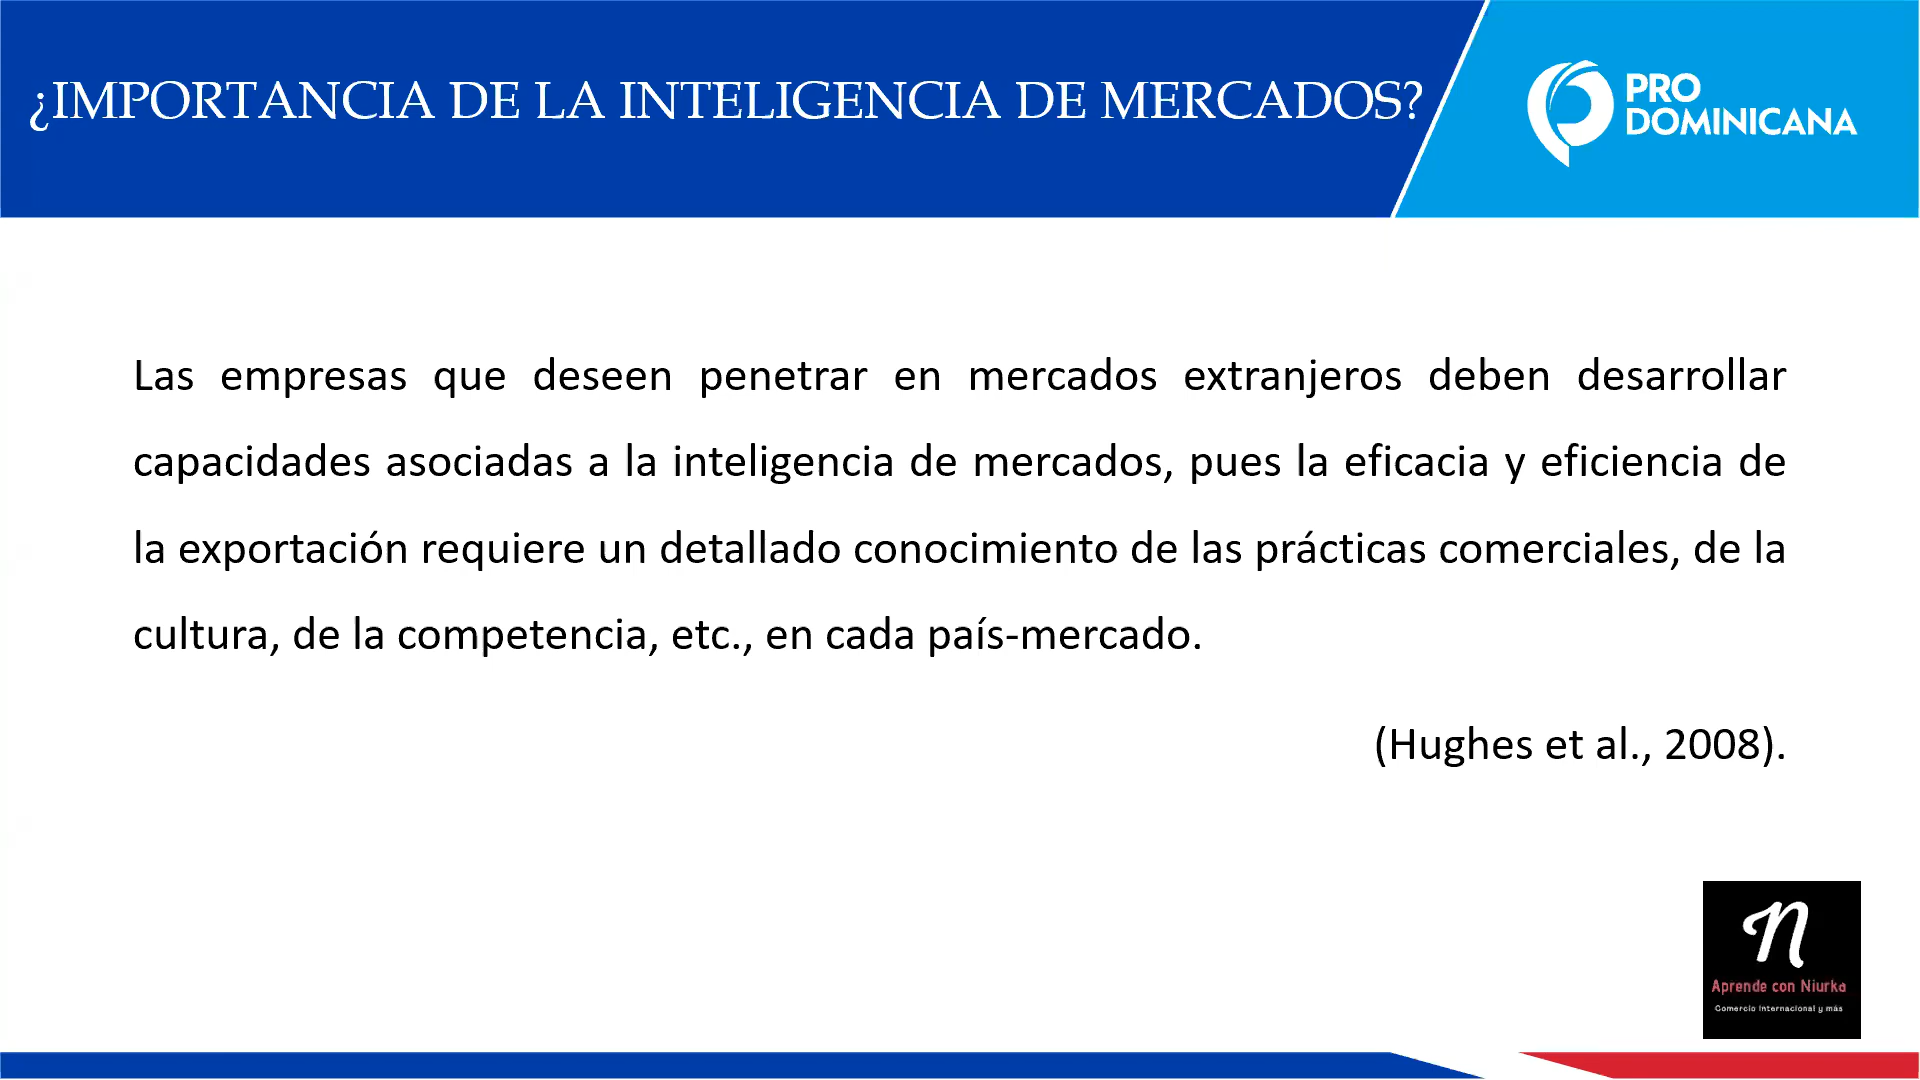 ¿IMPORTANCIA DE LA INTELIGENCIA DE MERCADOS?
PRO
DOMINICANA
Las empresas que deseen penetrar en mercados extranjeros deben desarrollar
capacidades asociadas a la inteligencia de mercados, pues la eficacia y eficiencia de
la exportación requiere un detallado conocimiento de las prácticas comerciales, de la
cultura, de la competencia, etc., en cada país-mercado.
(Hughes et al., 2008).
n
Aprende con Niurka
Comercio Internacional y más